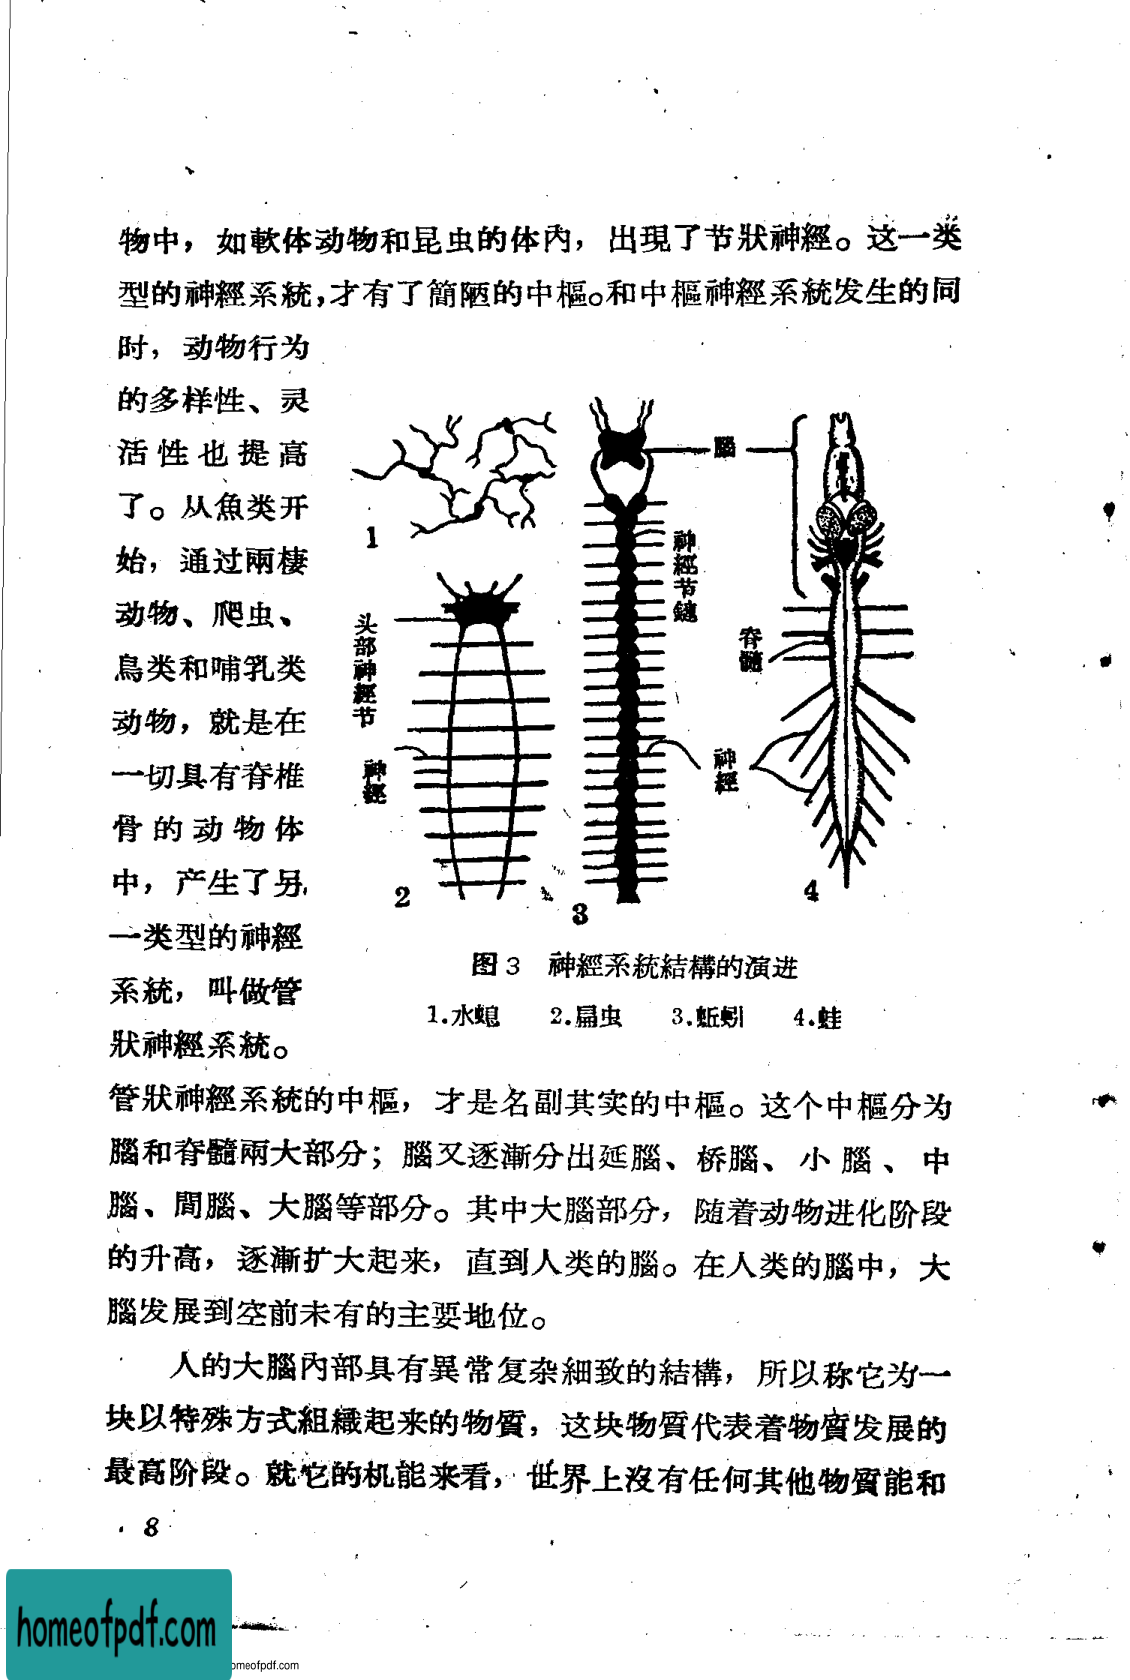 物中，如軟体动物和昆虫的体内，出現了节狀神經。这一类
型的神經系統，才有了簡陋的中樞。和中樞神經系統发生的同
时，动物行为
的多样性、灵
活性也提高
了。从魚类开
始，通过兩棲
动物、爬虫、
鳥类和哺乳类
动物，就是在
一切具有脊椎
骨的动物体
中，产生了另
一类型的神經
系統，叫做管
狀神經系統。
1
头部神經节
神經
2
腦
神經节鏈
神經
3
脊髓
4
图3 神經系統結構的演进
1.水螅 2.扁虫 3.蚯蚓 4.蛙
管狀神經系統的中樞，才是名副其实的中樞。这个中樞分为
腦和脊髓兩大部分；腦又逐漸分出延腦、桥腦、小腦、中
腦、間腦、大腦等部分。其中大腦部分，随着动物进化阶段
的升高，逐漸扩大起来，直到人类的腦。在人类的腦中，大
腦发展到空前未有的主要地位。
人的大腦內部具有異常复杂細致的結構，所以称它为一
块以特殊方式組織起来的物質，这块物質代表着物質发展的
最高阶段。就它的机能来看，世界上沒有任何其他物質能和
8
homeofpdf.com
omeofpdf.com